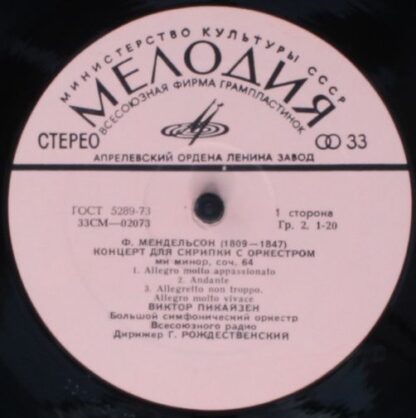 МИНИСТЕРСТВО КУЛЬТУРЫ СССР
МЕЛОДИЯ
ВСЕСОЮЗНАЯ ФИРМА ГРАМПЛАСТИНОК
СТЕРЕО
33
АПРЕЛЕВСКИЙ ОРДЕНА ЛЕНИНА ЗАВОД
ГОСТ 5289-73
33СМ—02073
1 сторона
Гр. 2, 1-20
Ф. МЕНДЕЛЬСОН (1809—1847)
КОНЦЕРТ ДЛЯ СКРИПКИ С ОРКЕСТРОМ
ми минор, соч. 64
1. Allegro molto appassionato
2. Andante
3. Allegretto non troppo.
Allegro molto vivace
ВИКТОР ПИКАЙЗЕН
Большой симфонический оркестр
Всесоюзного радио
Дирижер Г. РОЖДЕСТВЕНСКИЙ